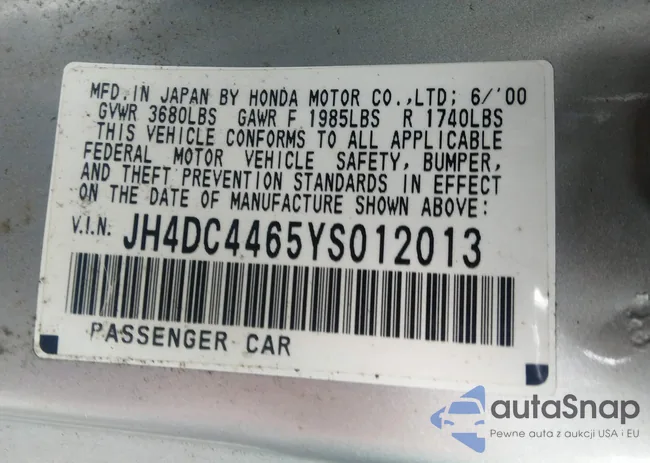 MFD. IN JAPAN BY HONDA MOTOR CO.,LTD; 6/'00
GVWR 3680LBS GAWR F 1985LBS R 1740LBS
THIS VEHICLE CONFORMS TO ALL APPLICABLE
FEDERAL MOTOR VEHICLE SAFETY, BUMPER,
AND THEFT PREVENTION STANDARDS IN EFFECT
ON THE DATE OF MANUFACTURE SHOWN ABOVE:
V.I.N. JH4DC4465YS012013
PASSENGER CAR
autoSnap
Pewne auta z aukcji USA i EU